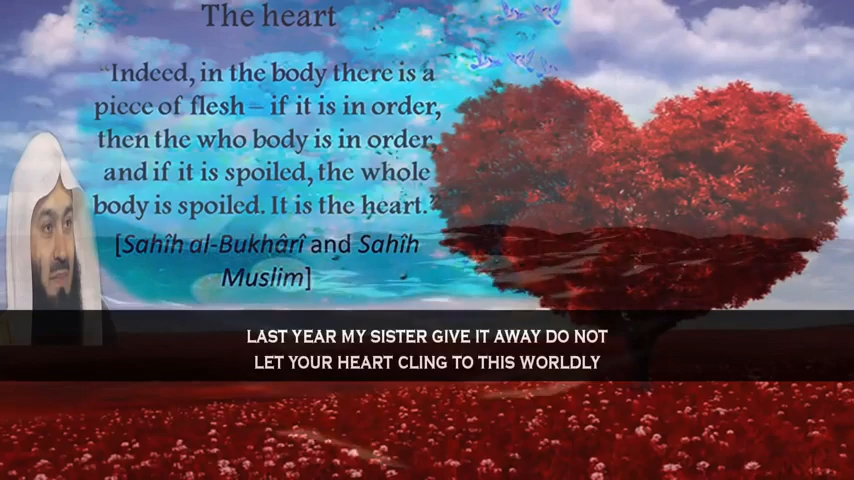 The heart
"Indeed, in the body there is a
piece of flesh – if it is in order,
then the who body is in order,
and if it is spoiled, the whole
body is spoiled. It is the heart."
[Sahîh al-Bukhârî and Sahîh
Muslim]
LAST YEAR MY SISTER GIVE IT AWAY DO NOT
LET YOUR HEART CLING TO THIS WORLDLY